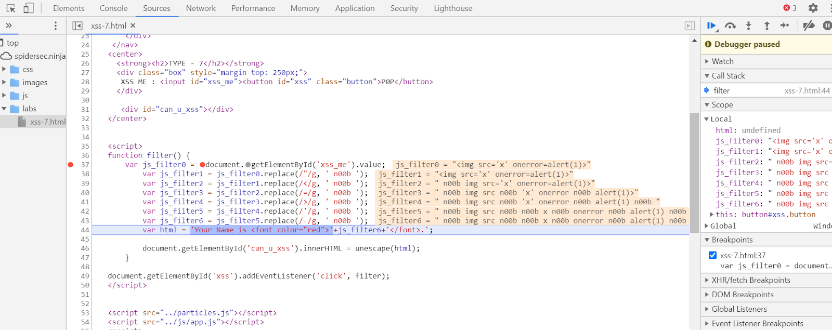 Elements Console Sources Network Performance Memory Application Security Lighthouse 3
top
spidersec.ninja
css
images
js
labs
xss-7.html
xss-7.html ×
23 </div>
24 </nav>
25 <center>
26 <strong><h2>TYPE - 7</h2></strong>
27 <div class="box" style="margin top: 250px;">
28 XSS ME : <input id="xss_me"><button id="xss" class="button">P0P</button>
29 </div>
30
31 <div id="can_u_xss"></div>
32 </center>
33
34
35 <script>
36 function filter() {
37 var js_filter0 = document.getElementById('xss_me').value; js_filter0 = "<img src='x' onerror=alert(1)>"
38 var js_filter1 = js_filter0.replace(/"/g, ' n00b '); js_filter1 = "<img src='x' onerror=alert(1)>"
39 var js_filter2 = js_filter1.replace(/</g, ' n00b '); js_filter2 = " n00b img src='x' onerror=alert(1)>"
40 var js_filter3 = js_filter2.replace(/=/g, ' n00b '); js_filter3 = " n00b img src n00b 'x' onerror n00b alert(1)>"
41 var js_filter4 = js_filter3.replace(/>/g, ' n00b '); js_filter4 = " n00b img src n00b 'x' onerror n00b alert(1) n00b "
42 js_filter5 = " n00b img src n00b n00b x n00b onerror n00b alert(1) n00b
43 var js_filter6 = js_filter5.replace( js_filter6 = " n00b img src n00b n00b x n00b onerror n00b alert(1) n00b
44 var html = 'Your Name is <font color="red">'+js_filter6+'</font>.';
45
46 document.getElementById('can_u_xss').innerHTML = unescape(html);
47 }
48
49 document.getElementById('xss').addEventListener('click', filter);
50 </script>
51
52
53 <script src="../particles.js"></script>
54 <script src="../js/app.js"></script>
Debugger paused
Watch
Call Stack
filter xss-7.html:44
Scope
Local
html: undefined
js_filter0: "<img src='x' o
js_filter1: "<img src='x' o
js_filter2: " n00b img src=
js_filter3: " n00b img src
js_filter4: " n00b img src
js_filter5: " n00b img src
js_filter6: " n00b img src
this: button#xss.button
Global Windo
Breakpoints
xss-7.html:37
var js_filter0 = document.
XHR/fetch Breakpoints
DOM Breakpoints
Global Listeners
Event Listener Breakpoints